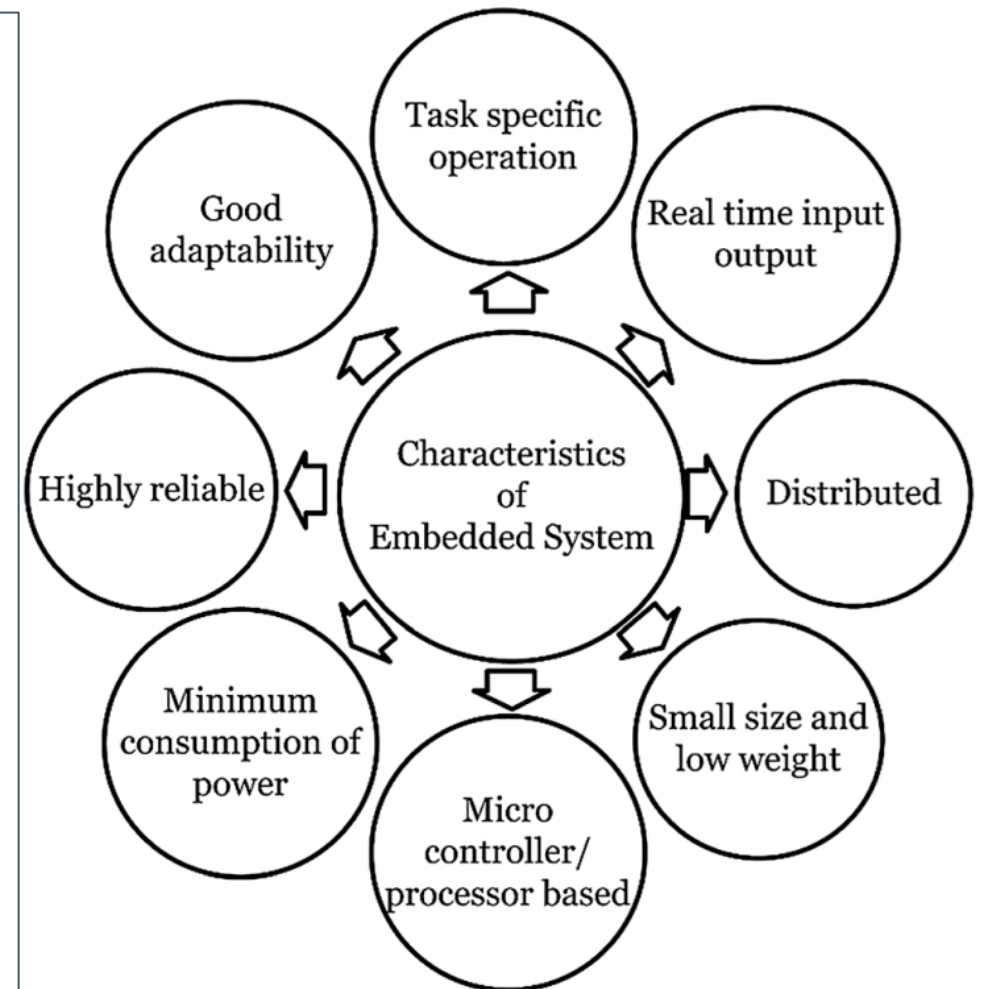 Task specific
operation
Good
adaptability
Real time input
output
Characteristics
of
Embedded System
Highly reliable
Distributed
Minimum
consumption of
power
Small size and
low weight
Micro
controller/
processor based